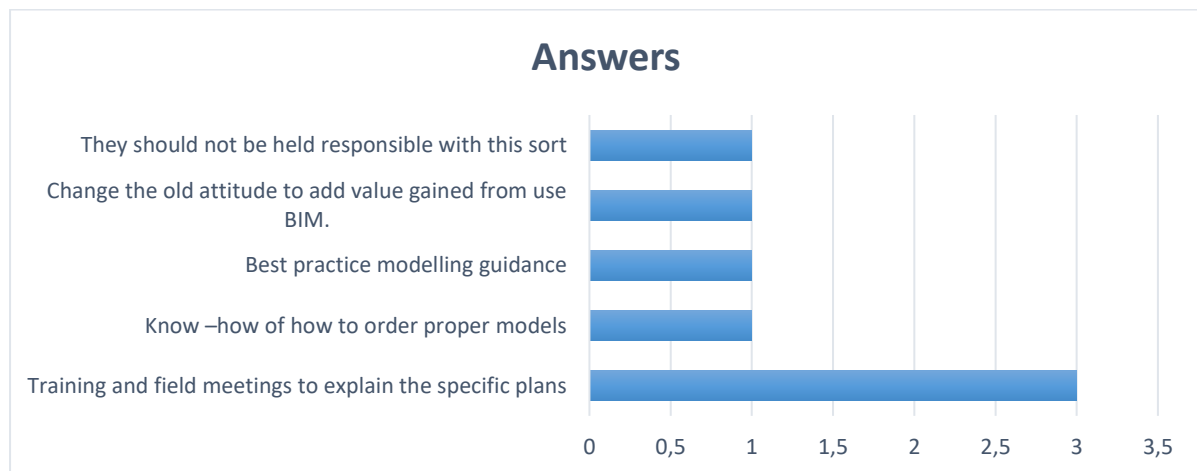 Answers
They should not be held responsible with this sort
Change the old attitude to add value gained from use
BIM.
Best practice modelling guidance
Know –how of how to order proper models
Training and field meetings to explain the specific plans
0 0,5 1 1,5 2 2,5 3 3,5